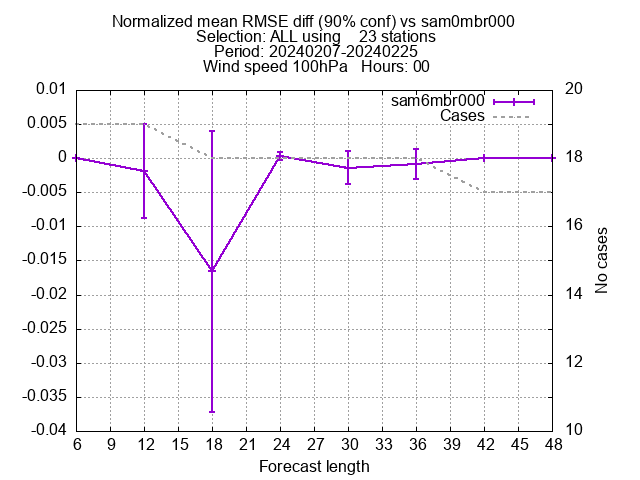 Normalized mean RMSE diff (90% conf) vs sam0mbr000
Selection: ALL using    23 stations
Period: 20240207-20240225
Wind speed 100hPa   Hours: 00
sam6mbr000
Cases
0.01
0.005
0
-0.005
-0.01
-0.015
-0.02
-0.025
-0.03
-0.035
-0.04
20
18
16
14
12
10
No cases
6 9 12 15 18 21 24 27 30 33 36 39 42 45 48
Forecast length